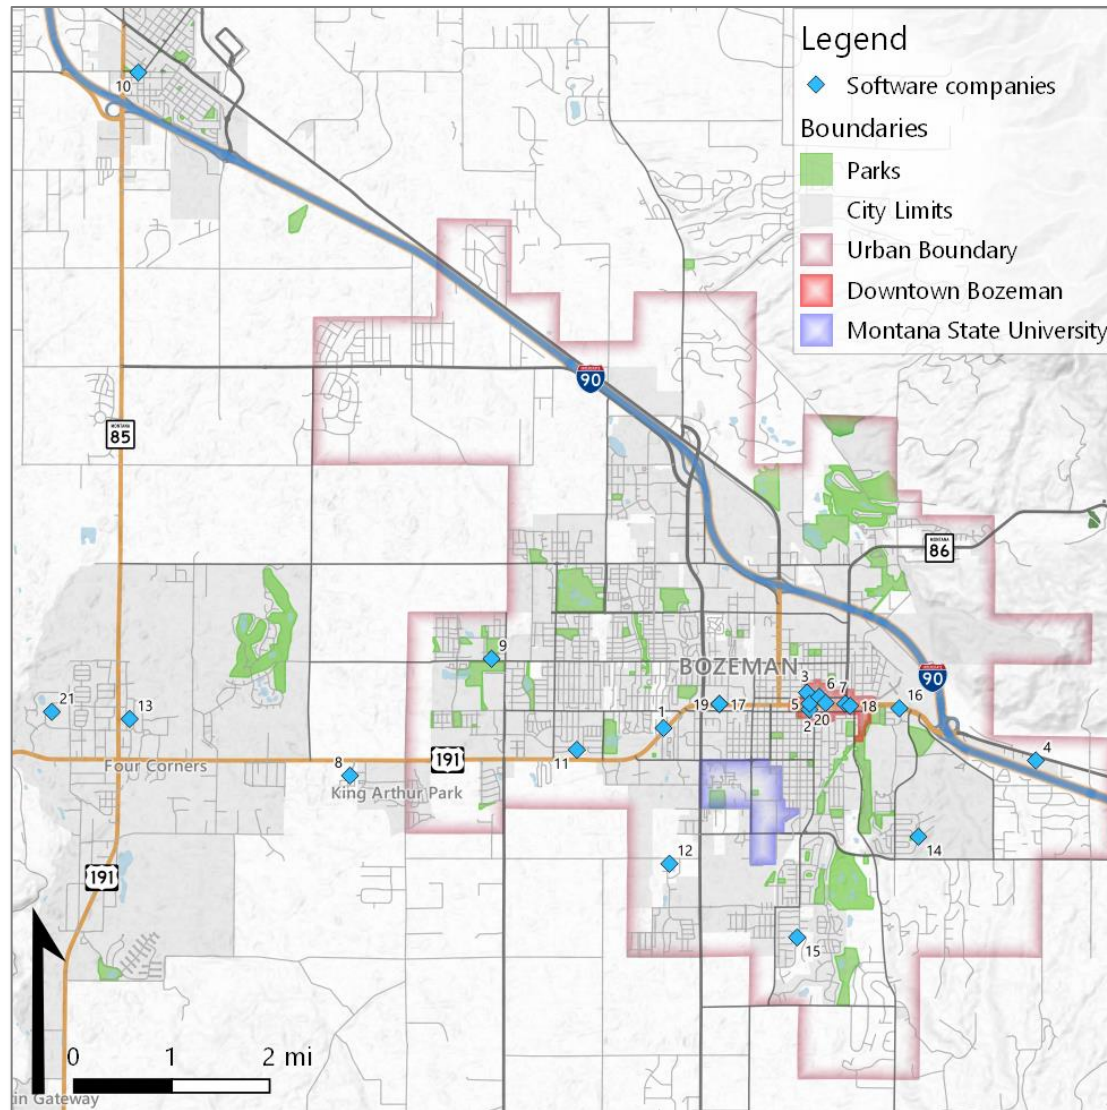 Legend
Software companies
Boundaries
Parks
City Limits
Urban Boundary
Downtown Bozeman
Montana State University
10
90
MONTANA
85
MONTANA
86
9
BOZEMAN
90
3
6
7
16
21
13
19
17
5
18
1
2
20
4
191
11
Four Corners
8
King Arthur Park
14
12
191
15
0
1
2 mi
in Gateway